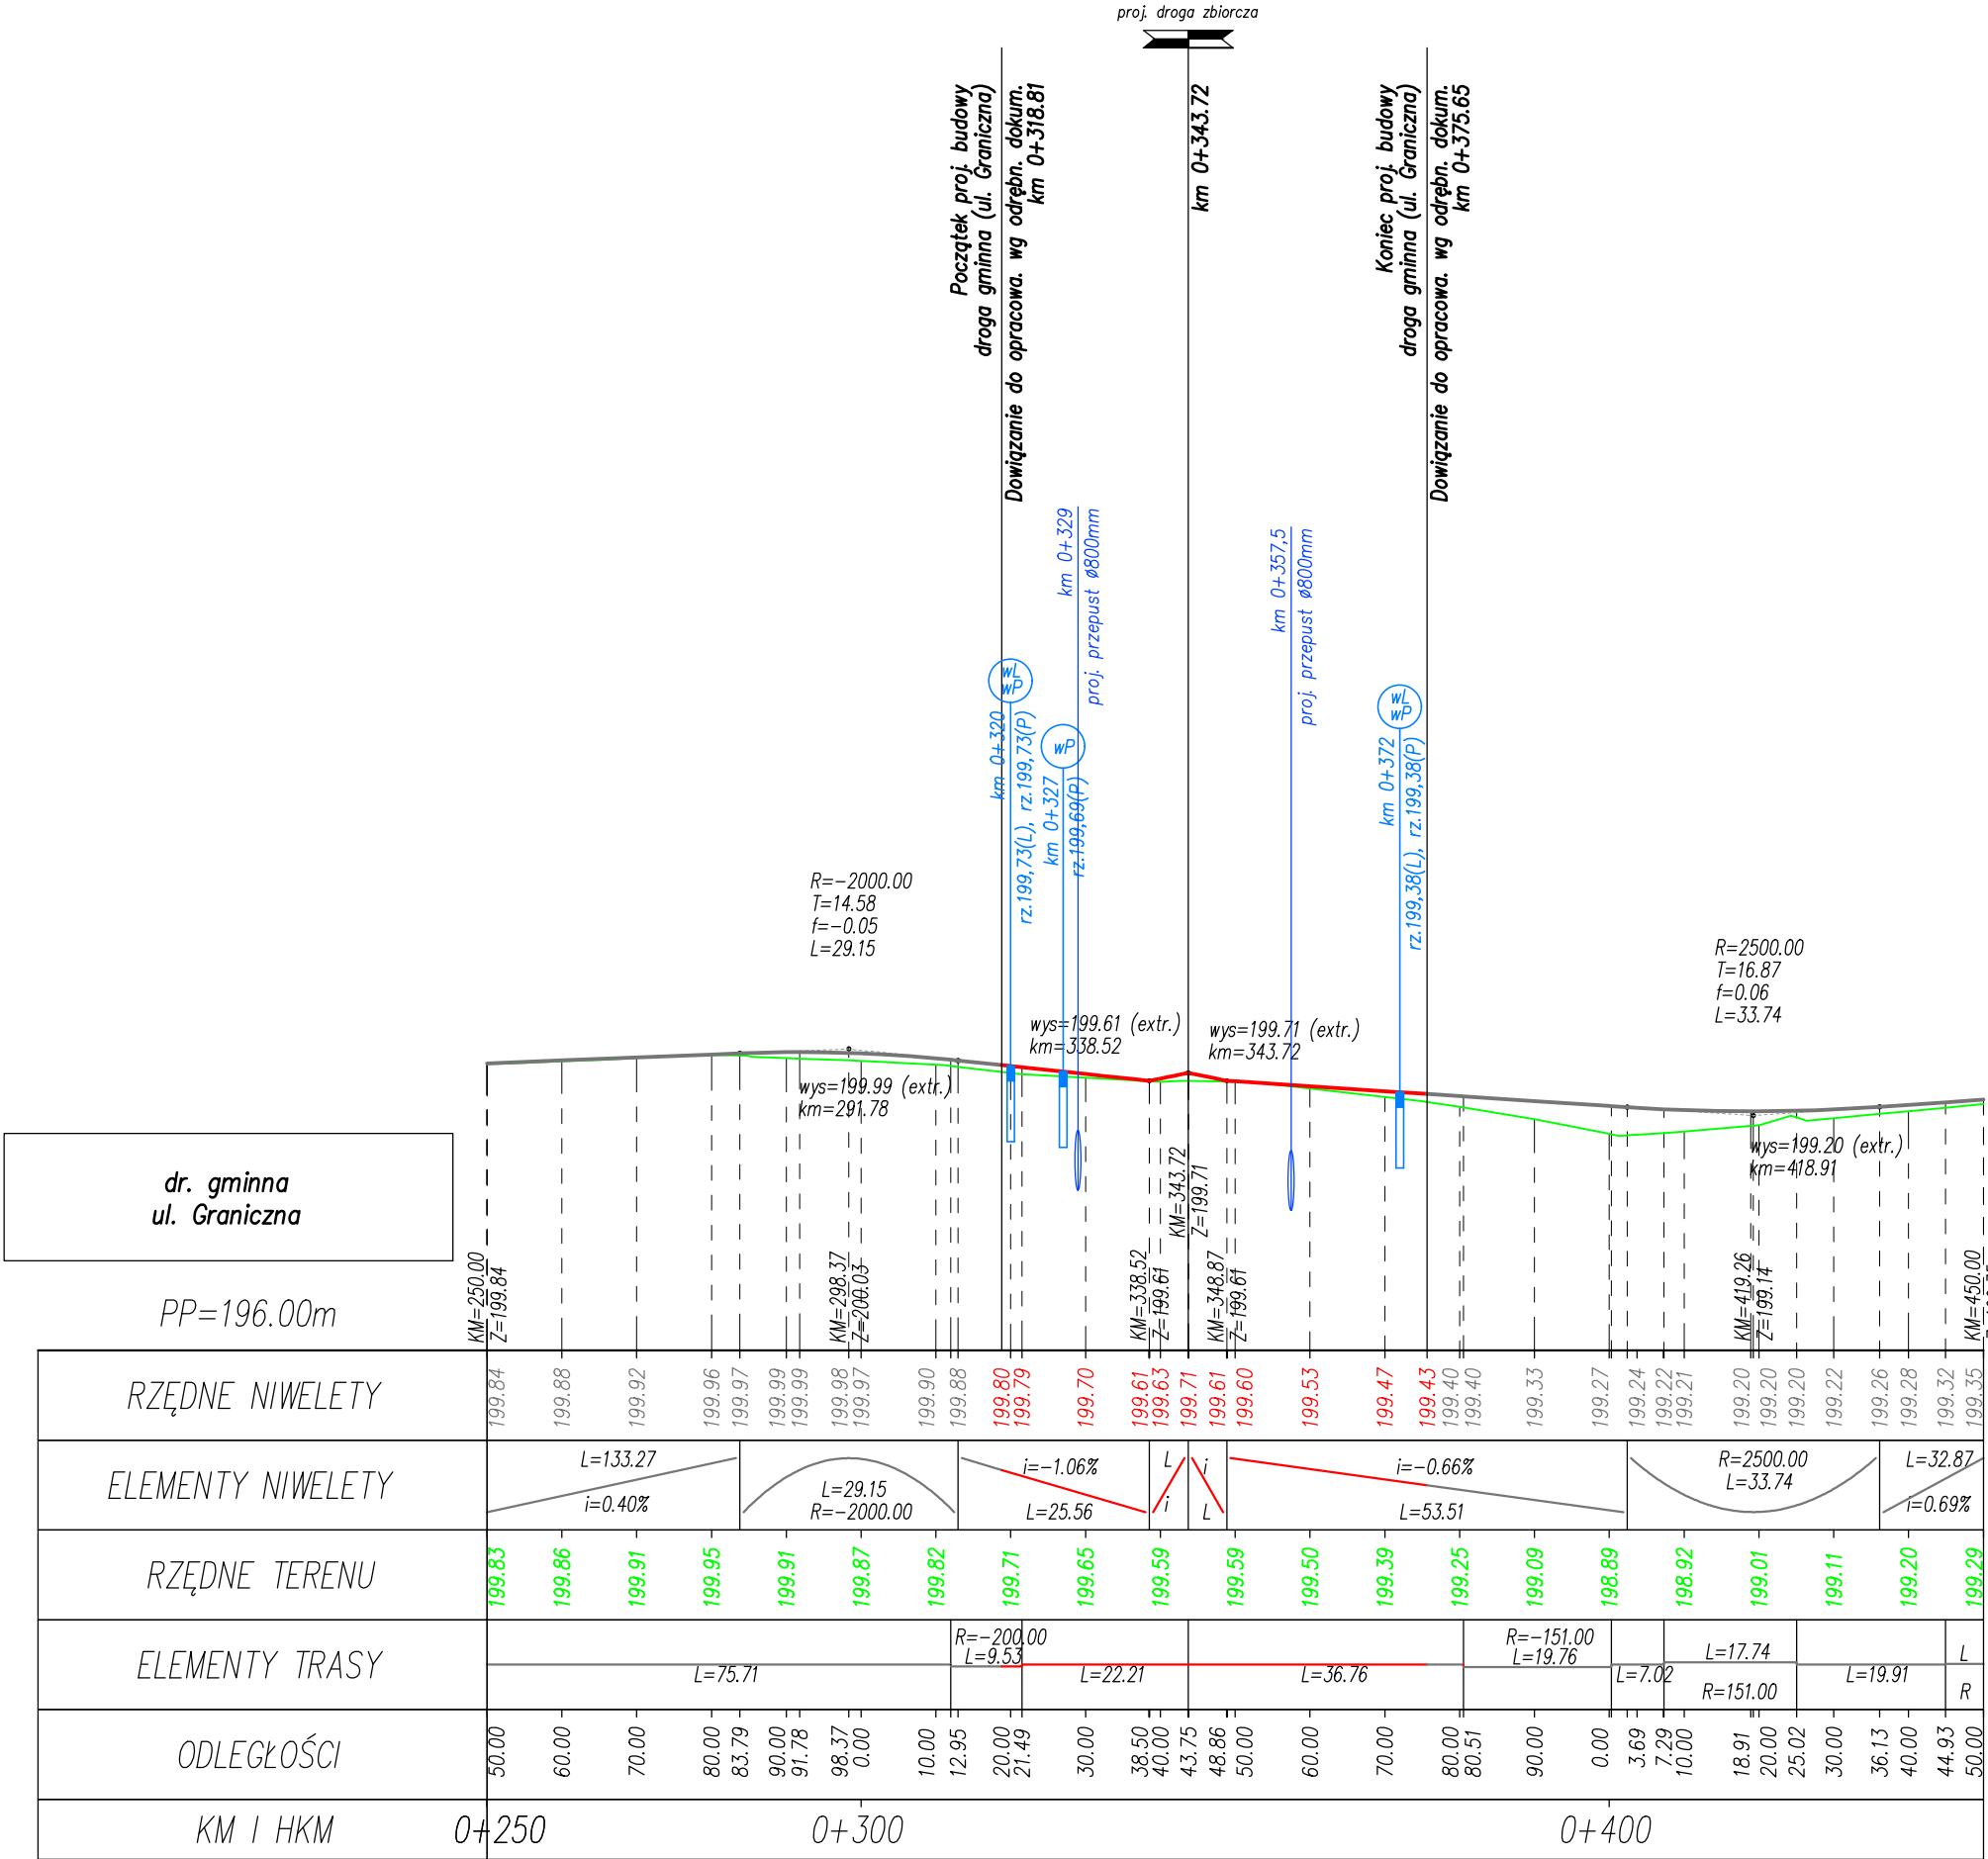 proj. droga zbiorcza
Początek proj. budowy
droga gminna (ul. Graniczna)
Dowiązanie do opracowa. wg odrębn. dokum.
km 0+318.81
km 0+343.72
Koniec proj. budowy
droga gminna (ul. Graniczna)
Dowiązanie do opracowa. wg odrębn. dokum.
km 0+375.65
km 0+329
proj. przepust ø800mm
km 0+357,5
proj. przepust ø800mm
wL
wP
km 0+320
rz.199,73(L), rz.199,73(P)
wP
km 0+327
rz.199,69(P)
wL
wP
km 0+372
rz.199,38(L), rz.199,38(P)
R=-2000.00
T=14.58
f=-0.05
L=29.15
R=2500.00
T=16.87
f=0.06
L=33.74
wys=199.61 (extr.)
km=338.52
wys=199.71 (extr.)
km=343.72
wys=199.99 (extr.)
km=291.78
wys=199.20 (extr.)
km=418.91
dr. gminna
ul. Graniczna
PP=196.00m
KM=250.00
Z=199.84
KM=298.37
Z=200.03
KM=338.52
Z=199.61
KM=343.72
Z=199.71
KM=348.87
Z=199.61
KM=419.26
Z=199.14
KM=450.00
RZĘDNE NIWELETY
199.84 199.88 199.92 199.96 199.97 199.99 199.99 199.98 199.97 199.90 199.88 199.80 199.79 199.70 199.61 199.63 199.71 199.61 199.60 199.53 199.47 199.43 199.40 199.40 199.33 199.27 199.24 199.22 199.21 199.20 199.20 199.20 199.22 199.26 199.28 199.32 199.35
ELEMENTY NIWELETY
L=133.27
i=0.40%
L=29.15
R=-2000.00
i=-1.06%
L=25.56
L
i
i
L
i=-0.66%
L=53.51
R=2500.00
L=33.74
L=32.87
i=0.69%
RZĘDNE TERENU
199.83 199.86 199.91 199.95 199.91 199.87 199.82 199.71 199.65 199.59 199.59 199.50 199.39 199.25 199.09 198.89 198.92 199.01 199.11 199.20 199.29
ELEMENTY TRASY
L=75.71
R=-200.00
L=9.53
L=22.21
L=36.76
R=-151.00
L=19.76
L=7.02
L=17.74
R=151.00
L=19.91
L
R
ODLEGŁOŚCI
50.00 60.00 70.00 80.00 83.79 90.00 91.78 98.37 0.00 10.00 12.95 20.00 21.49 30.00 38.50 40.00 43.75 48.86 50.00 60.00 70.00 80.00 80.51 90.00 0.00 3.69 7.29 10.00 18.91 20.00 25.02 30.00 36.13 40.00 44.93 50.00
KM I HKM
0+250 0+300 0+400